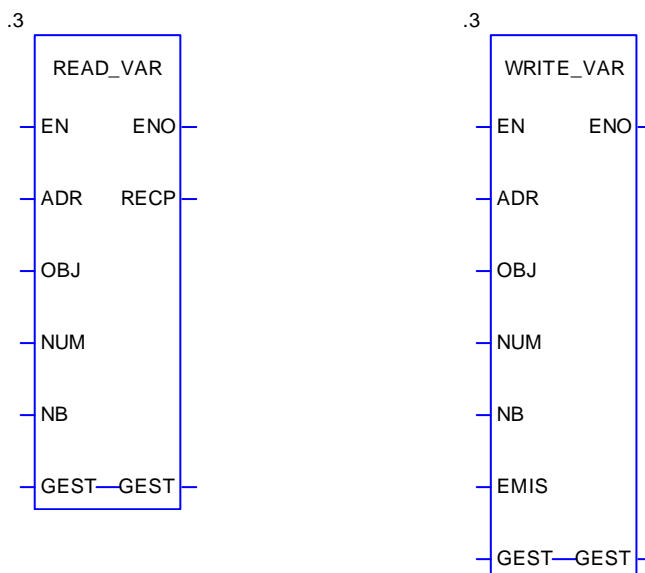 .3
READ_VAR
EN ENO
ADR RECP
OBJ
NUM
NB
GEST GEST
.3
WRITE_VAR
EN ENO
ADR
OBJ
NUM
NB
EMIS
GEST GEST